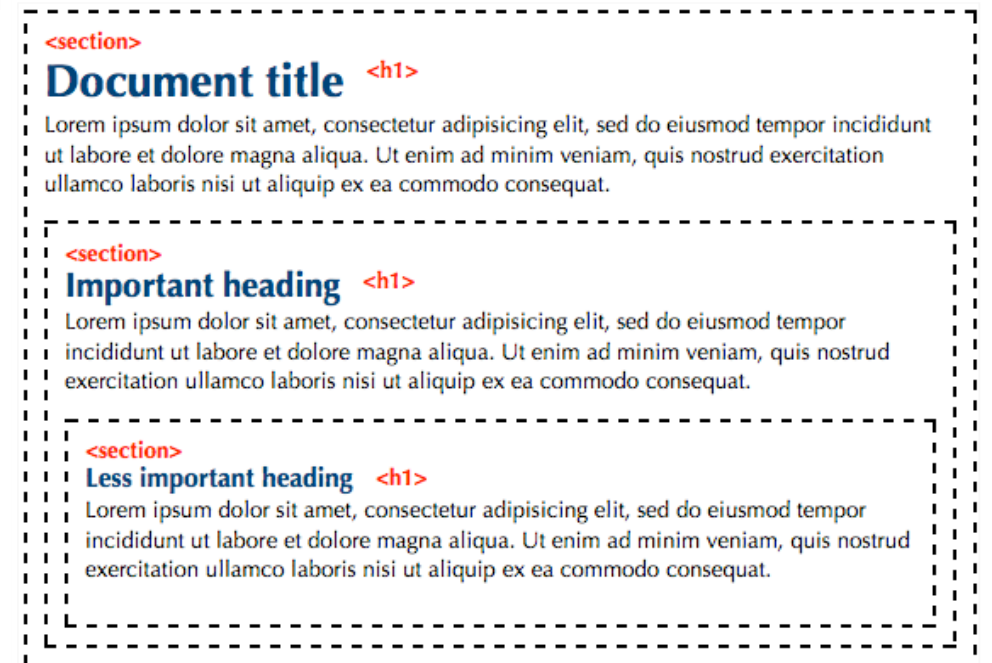 <section>
Document title <h1>
Lorem ipsum dolor sit amet, consectetur adipisicing elit, sed do eiusmod tempor incididunt
ut labore et dolore magna aliqua. Ut enim ad minim veniam, quis nostrud exercitation
ullamco laboris nisi ut aliquip ex ea commodo consequat.
<section>
Important heading <h1>
Lorem ipsum dolor sit amet, consectetur adipisicing elit, sed do eiusmod tempor
incididunt ut labore et dolore magna aliqua. Ut enim ad minim veniam, quis nostrud
exercitation ullamco laboris nisi ut aliquip ex ea commodo consequat.
<section>
Less important heading <h1>
Lorem ipsum dolor sit amet, consectetur adipisicing elit, sed do eiusmod tempor
incididunt ut labore et dolore magna aliqua. Ut enim ad minim veniam, quis nostrud
exercitation ullamco laboris nisi ut aliquip ex ea commodo consequat.